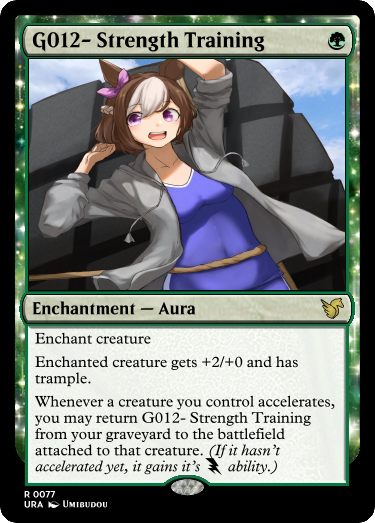 G012- Strength Training
Enchantment — Aura
Enchant creature
Enchanted creature gets +2/+0 and has
trample.
Whenever a creature you control accelerates,
you may return G012- Strength Training
from your graveyard to the battlefield
attached to that creature. (If it hasn't
accelerated yet, it gains it's ability.)
R 0077
URA Umibudou